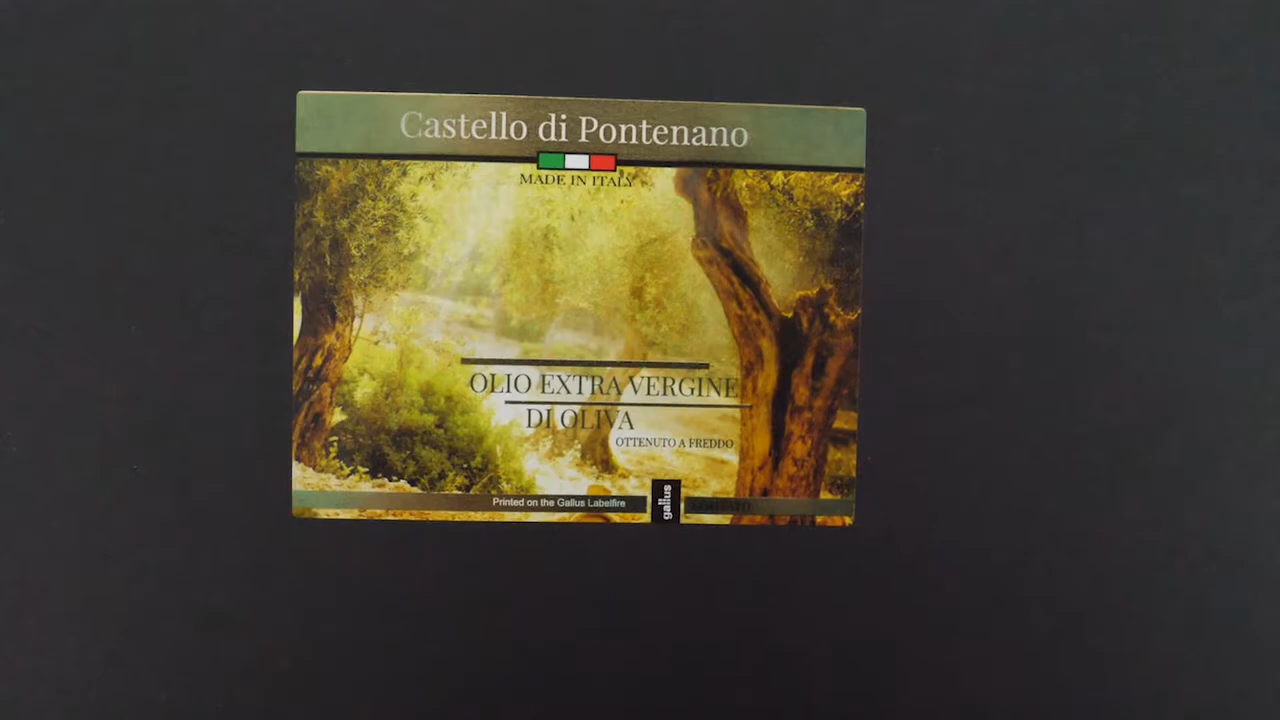 Castello di Pontenano
MADE IN ITALY
OLIO EXTRA VERGINE
DI OLIVA
OTTENUTO A FREDDO
Printed on the Gallus Labelfire
gallus